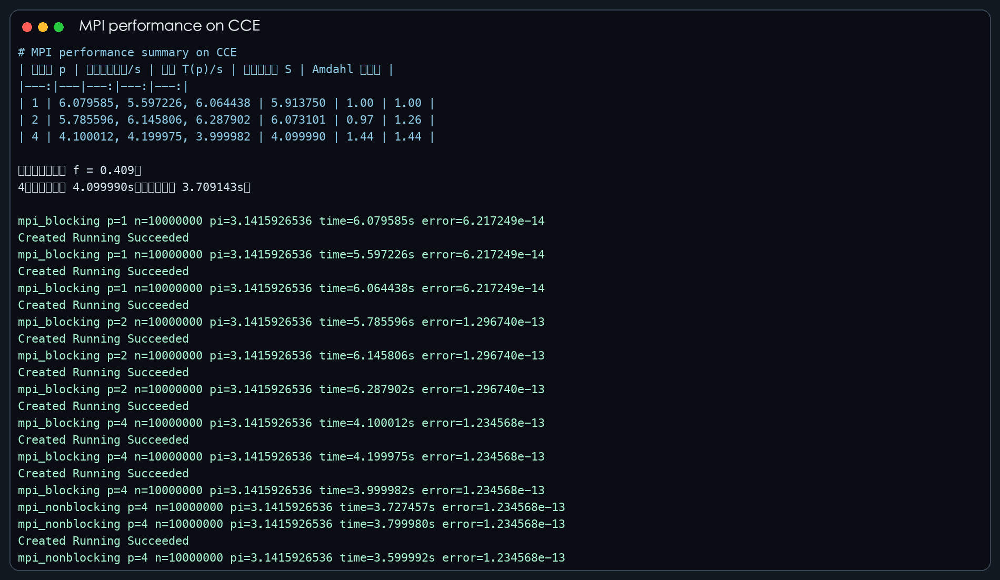 MPI performance on CCE
# MPI performance summary on CCE
| p | /s | T(p)/s | S | Amdahl |
|---:|---|---:|---:|---:|
| 1 | 6.079585, 5.597226, 6.064438 | 5.913750 | 1.00 | 1.00 |
| 2 | 5.785596, 6.145806, 6.287902 | 6.073101 | 0.97 | 1.26 |
| 4 | 4.100012, 4.199975, 3.999982 | 4.099990 | 1.44 | 1.44 |
f = 0.409
4 4.099990s 3.709143s
mpi_blocking p=1 n=10000000 pi=3.1415926536 time=6.079585s error=6.217249e-14
Created Running Succeeded
mpi_blocking p=1 n=10000000 pi=3.1415926536 time=5.597226s error=6.217249e-14
Created Running Succeeded
mpi_blocking p=1 n=10000000 pi=3.1415926536 time=6.064438s error=6.217249e-14
Created Running Succeeded
mpi_blocking p=2 n=10000000 pi=3.1415926536 time=5.785596s error=1.296740e-13
Created Running Succeeded
mpi_blocking p=2 n=10000000 pi=3.1415926536 time=6.145806s error=1.296740e-13
Created Running Succeeded
mpi_blocking p=2 n=10000000 pi=3.1415926536 time=6.287902s error=1.296740e-13
Created Running Succeeded
mpi_blocking p=4 n=10000000 pi=3.1415926536 time=4.100012s error=1.234568e-13
Created Running Succeeded
mpi_blocking p=4 n=10000000 pi=3.1415926536 time=4.199975s error=1.234568e-13
Created Running Succeeded
mpi_blocking p=4 n=10000000 pi=3.1415926536 time=3.999982s error=1.234568e-13
mpi_nonblocking p=4 n=10000000 pi=3.1415926536 time=3.727457s error=1.234568e-13
mpi_nonblocking p=4 n=10000000 pi=3.1415926536 time=3.799980s error=1.234568e-13
Created Running Succeeded
mpi_nonblocking p=4 n=10000000 pi=3.1415926536 time=3.599992s error=1.234568e-13